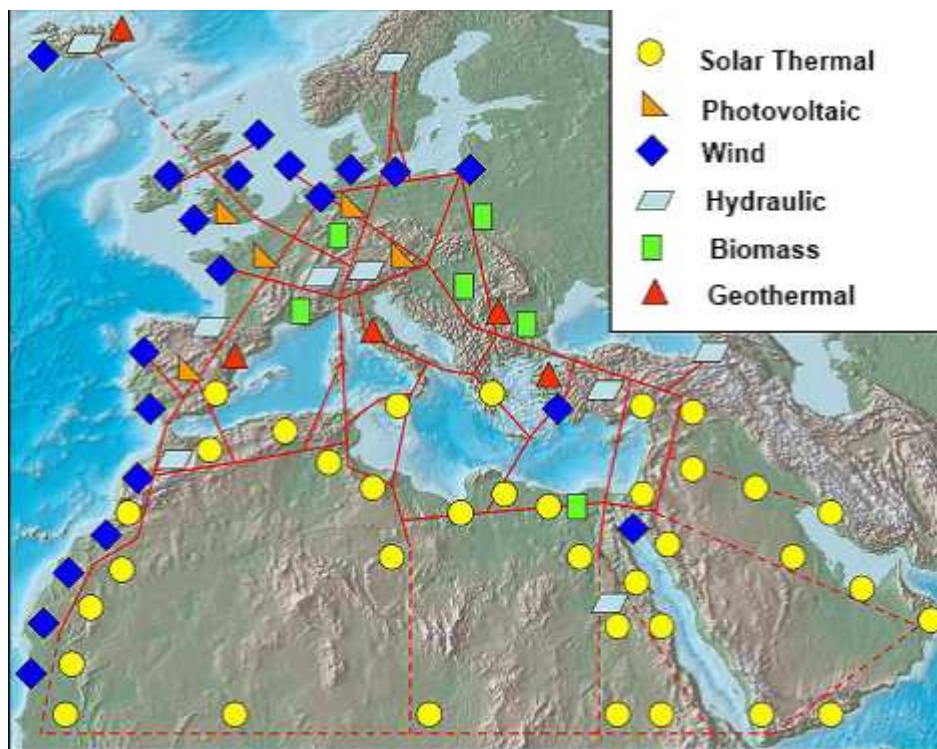 Solar Thermal
Photovoltaic
Wind
Hydraulic
Biomass
Geothermal